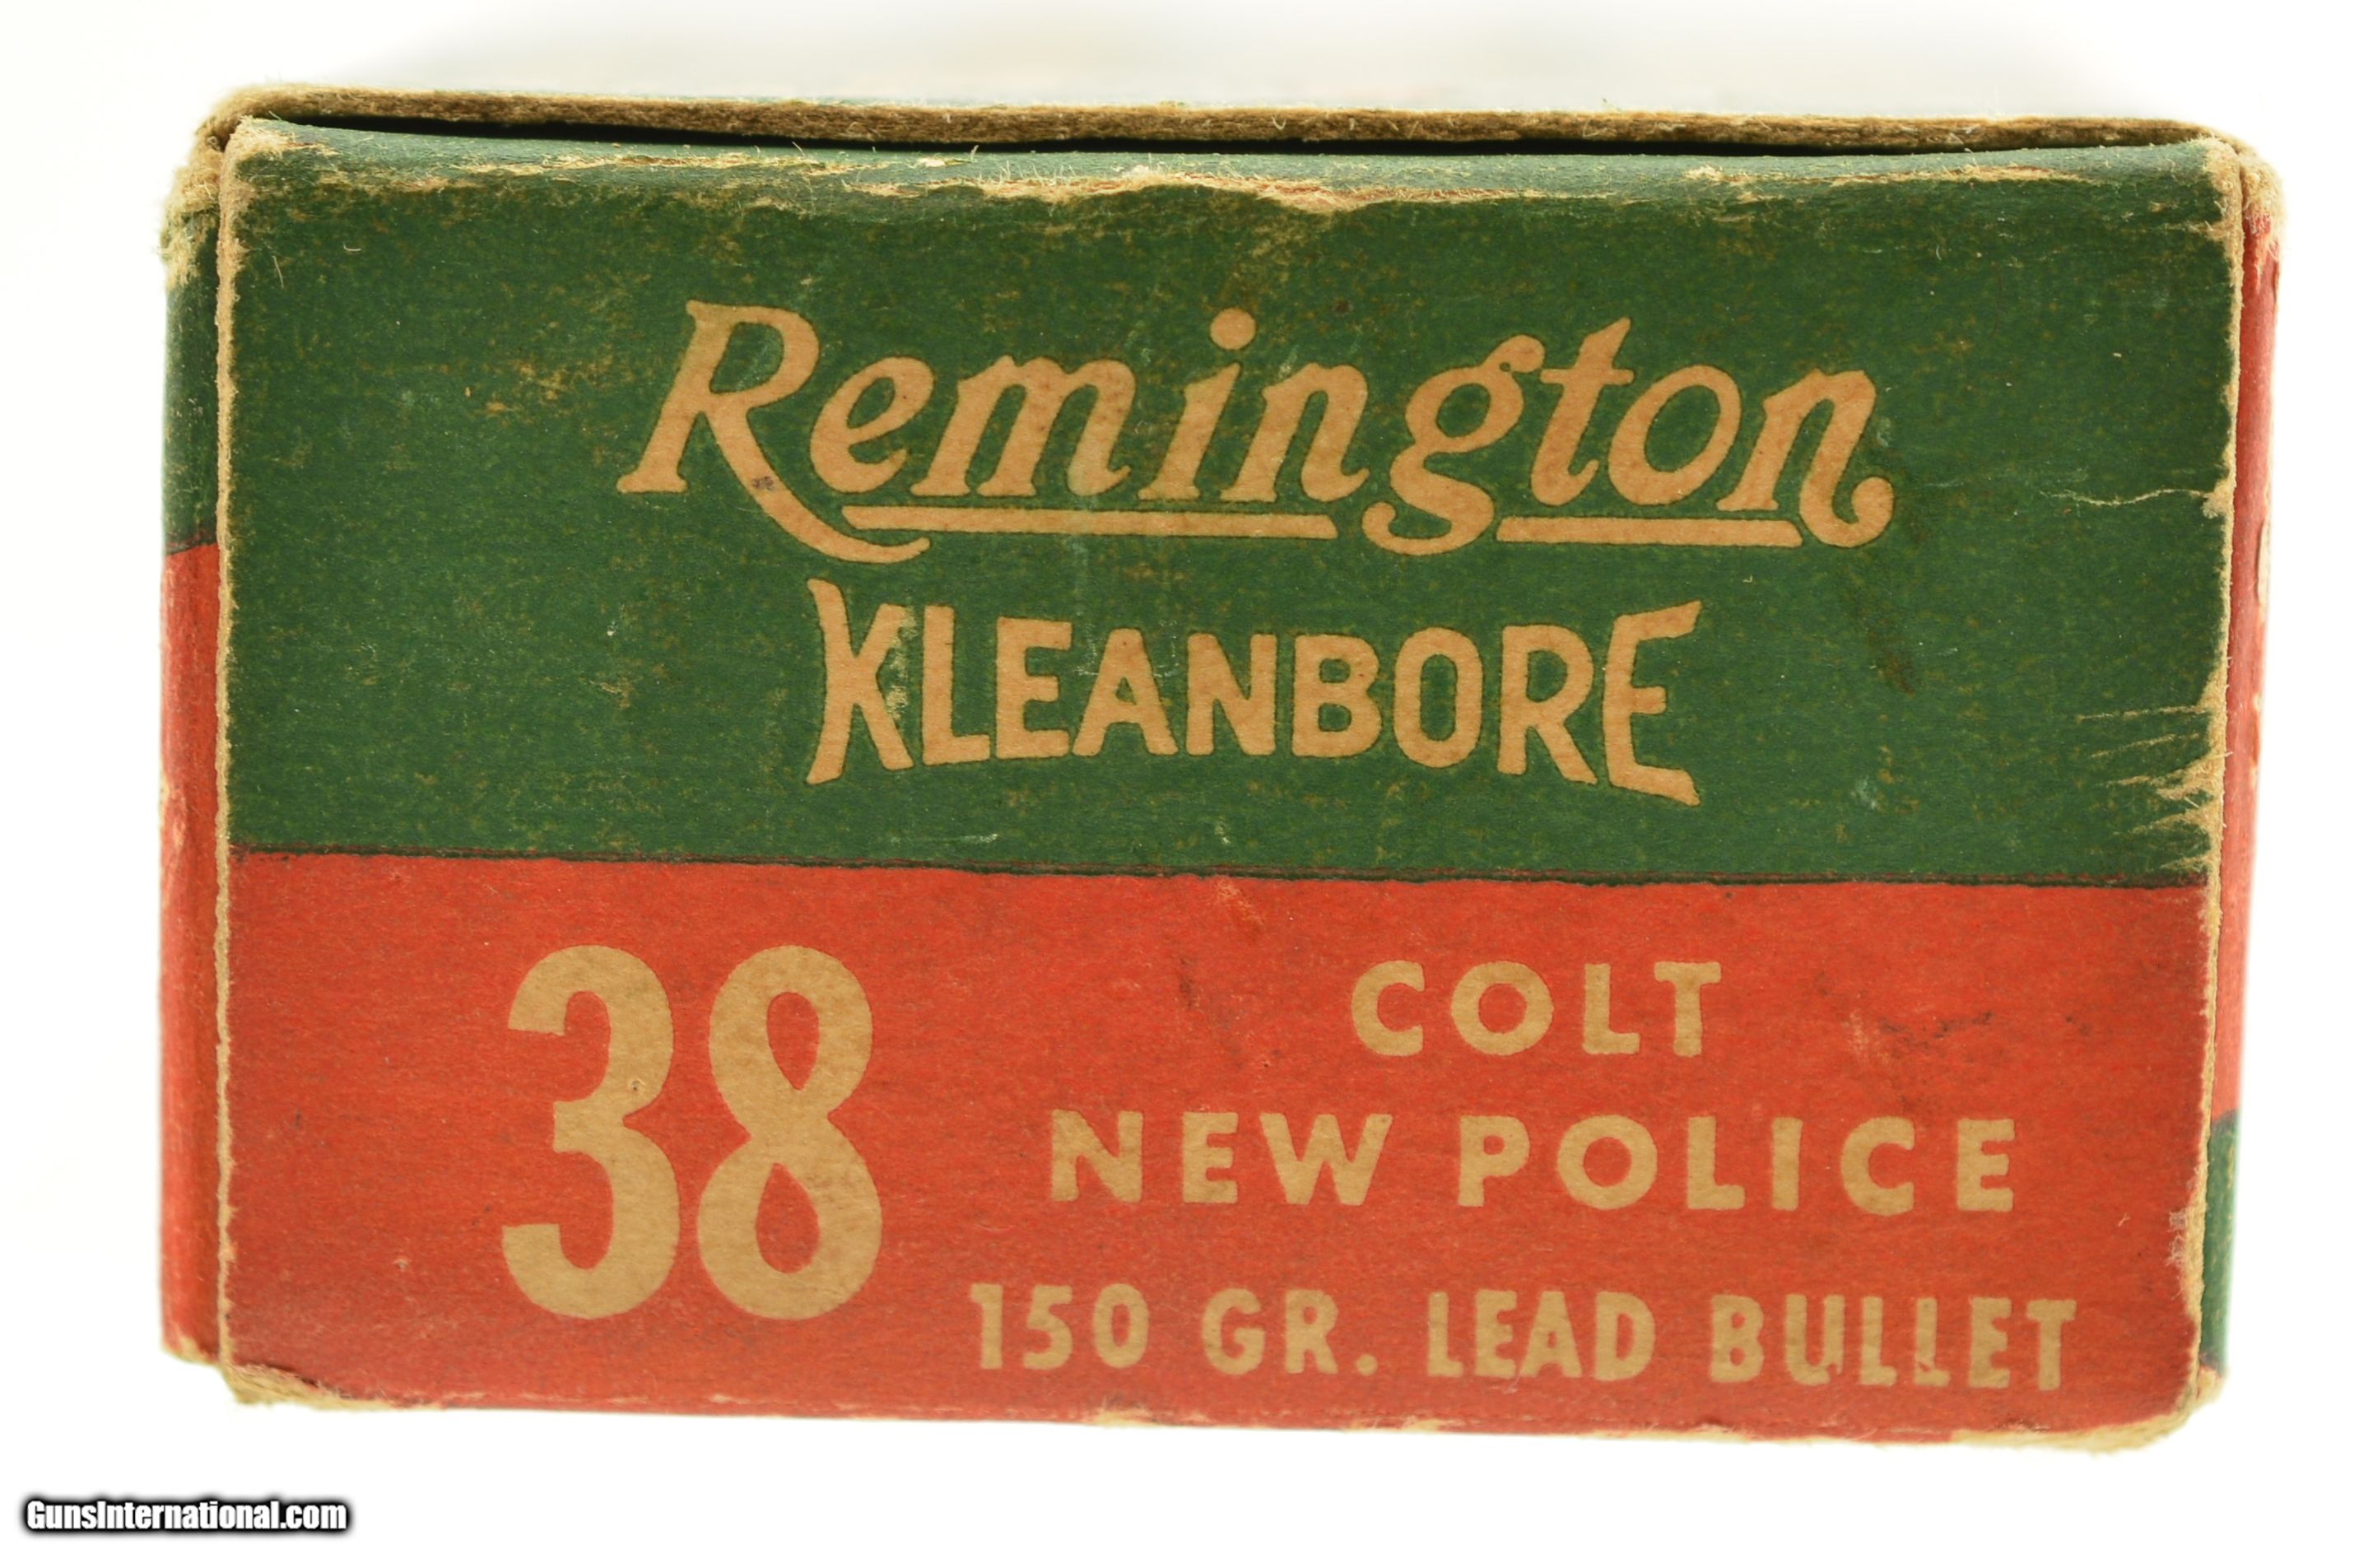 Remington
KLEANBORE
38
COLT
NEW POLICE
150 GR. LEAD BULLET
GunsInternational.com